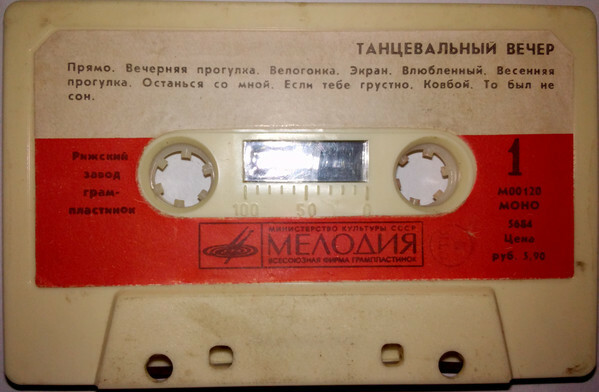 ТАНЦЕВАЛЬНЫЙ ВЕЧЕР
Прямо. Вечерняя прогулка. Велогонка. Экран. Влюбленный. Весенняя
прогулка. Останься со мной. Если тебе грустно. Ковбой. То был не
сон.
Рижский
завод
грам-
пластинок
1
М00120
МОНО
5684
Цена
руб. 3,90
100 50 0
МИНИСТЕРСТВО КУЛЬТУРЫ СССР
МЕЛОДИЯ
ВСЕСОЮЗНАЯ ФИРМА ГРАМПЛАСТИНОК